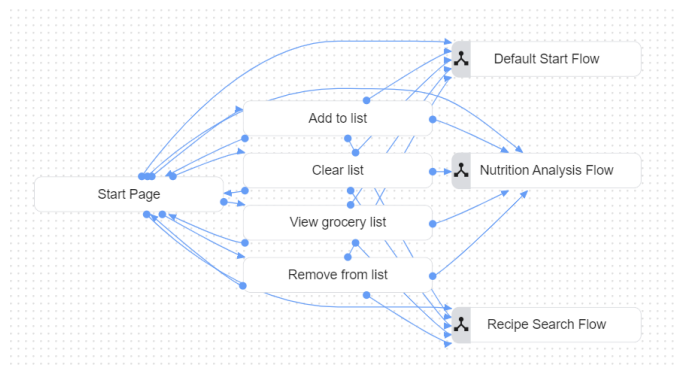 Default Start Flow
Add to list
Clear list
Nutrition Analysis Flow
Start Page
View grocery list
Remove from list
Recipe Search Flow